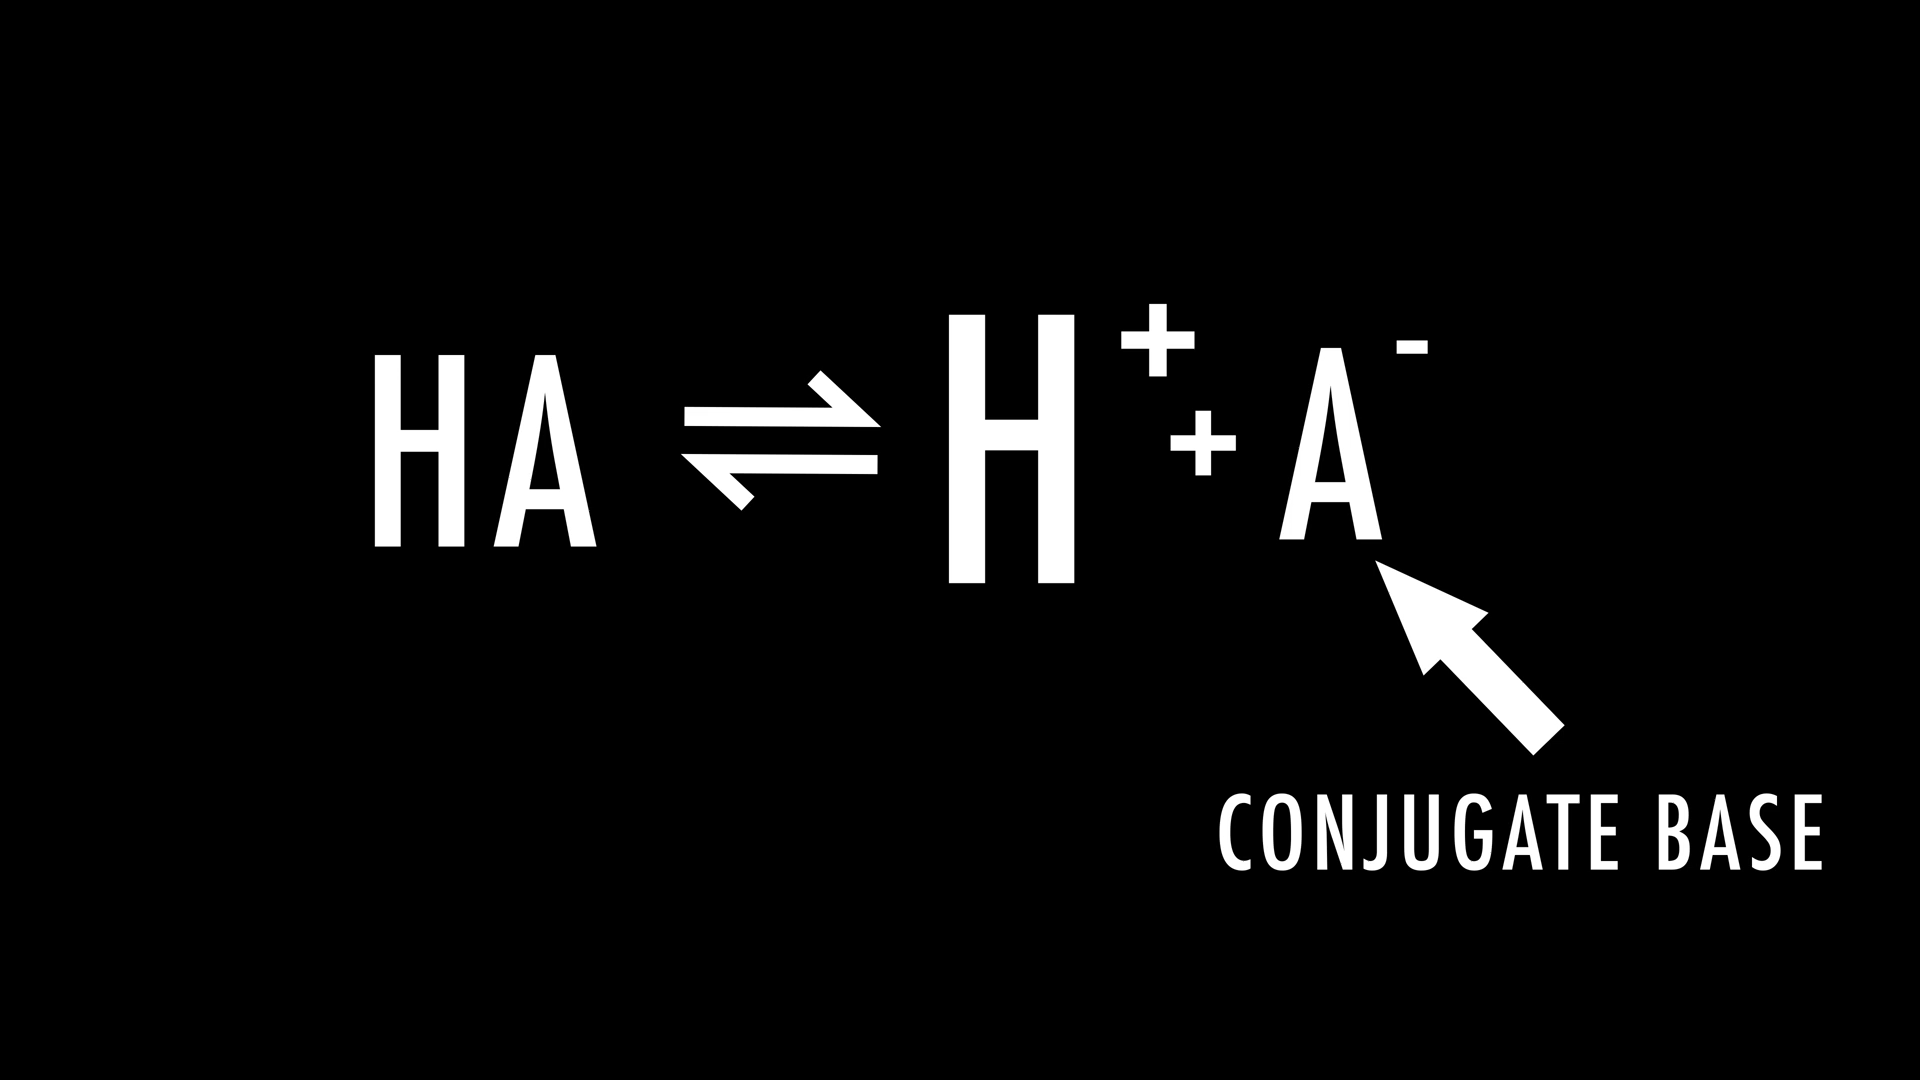 HA ⇌ H⁺ + A⁻
CONJUGATE BASE